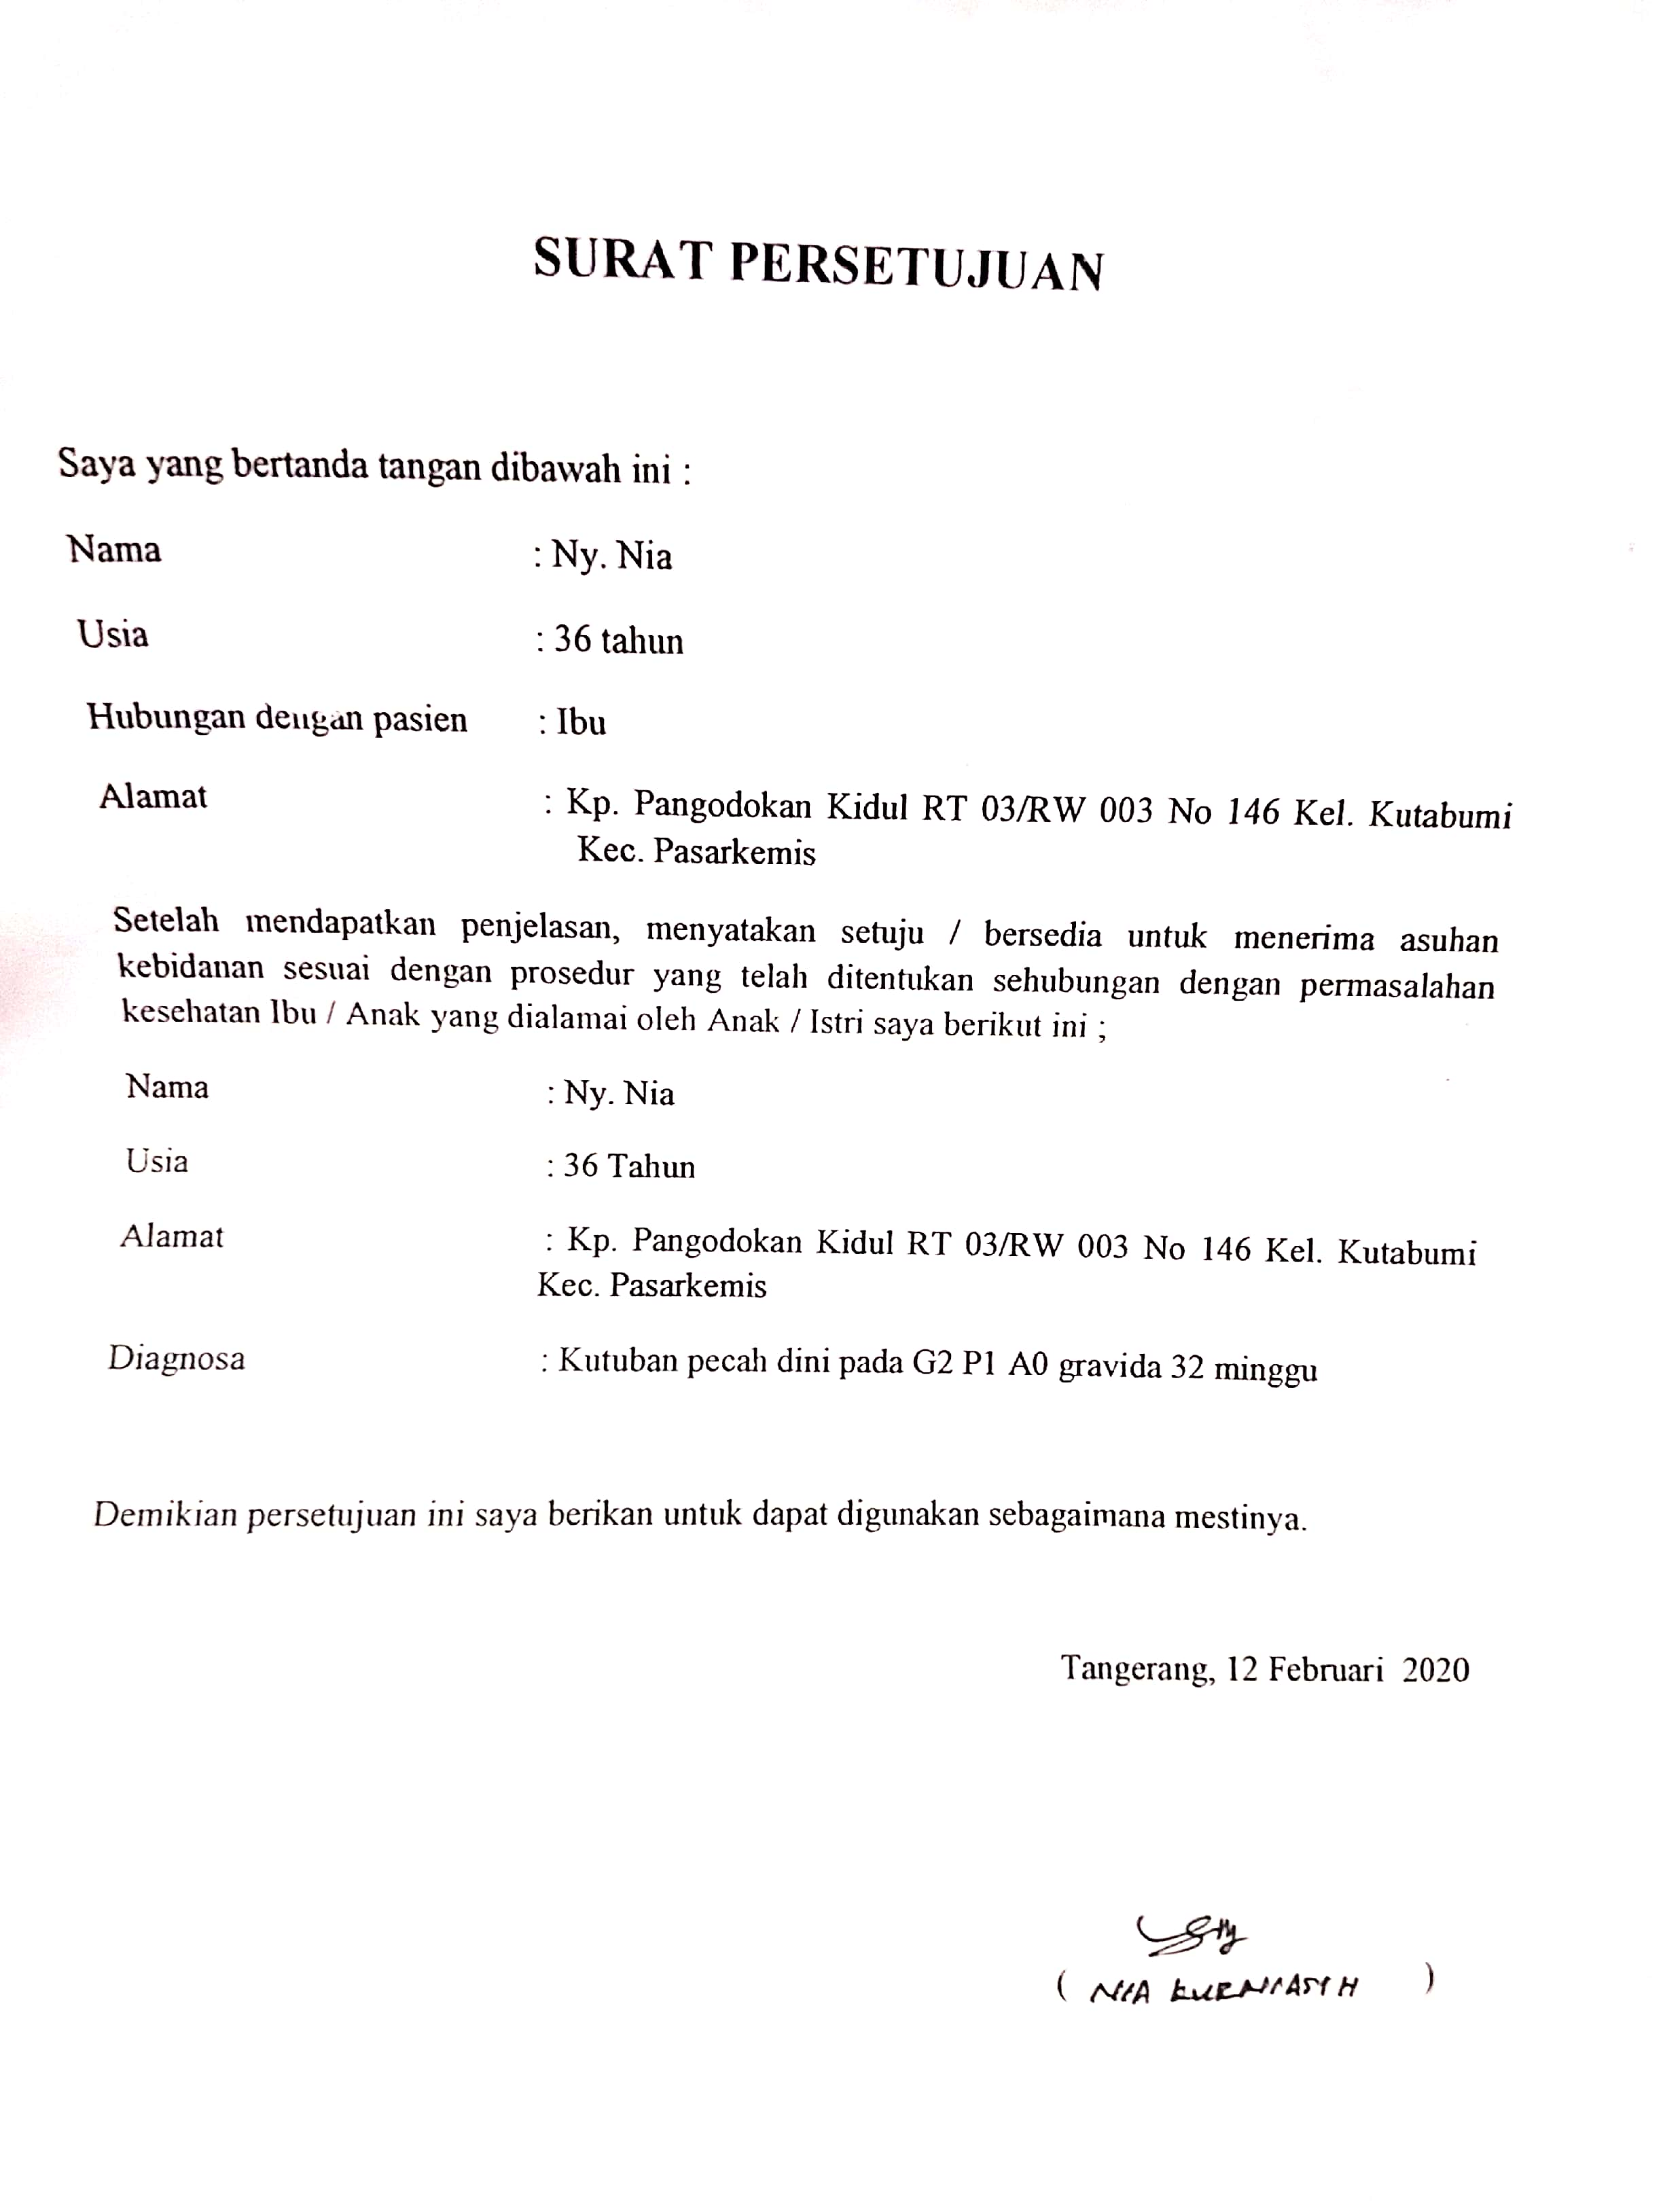 SURAT PERSETUJUAN
Saya yang bertanda tangan dibawah ini :
Nama : Ny. Nia
Usia : 36 tahun
Hubungan dengan pasien : Ibu
Alamat : Kp. Pangodokan Kidul RT 03/RW 003 No 146 Kel. Kutabumi
Kec. Pasarkemis
Setelah mendapatkan penjelasan, menyatakan setuju / bersedia untuk menerima asuhan
kebidanan sesuai dengan prosedur yang telah ditentukan sehubungan dengan permasalahan
kesehatan Ibu / Anak yang dialamai oleh Anak / Istri saya berikut ini ;
Nama : Ny. Nia
Usia : 36 Tahun
Alamat : Kp. Pangodokan Kidul RT 03/RW 003 No 146 Kel. Kutabumi
Kec. Pasarkemis
Diagnosa : Kutuban pecah dini pada G2 P1 A0 gravida 32 minggu
Demikian persetujuan ini saya berikan untuk dapat digunakan sebagaimana mestinya.
Tangerang, 12 Februari 2020
( NIA KURNIASIH )